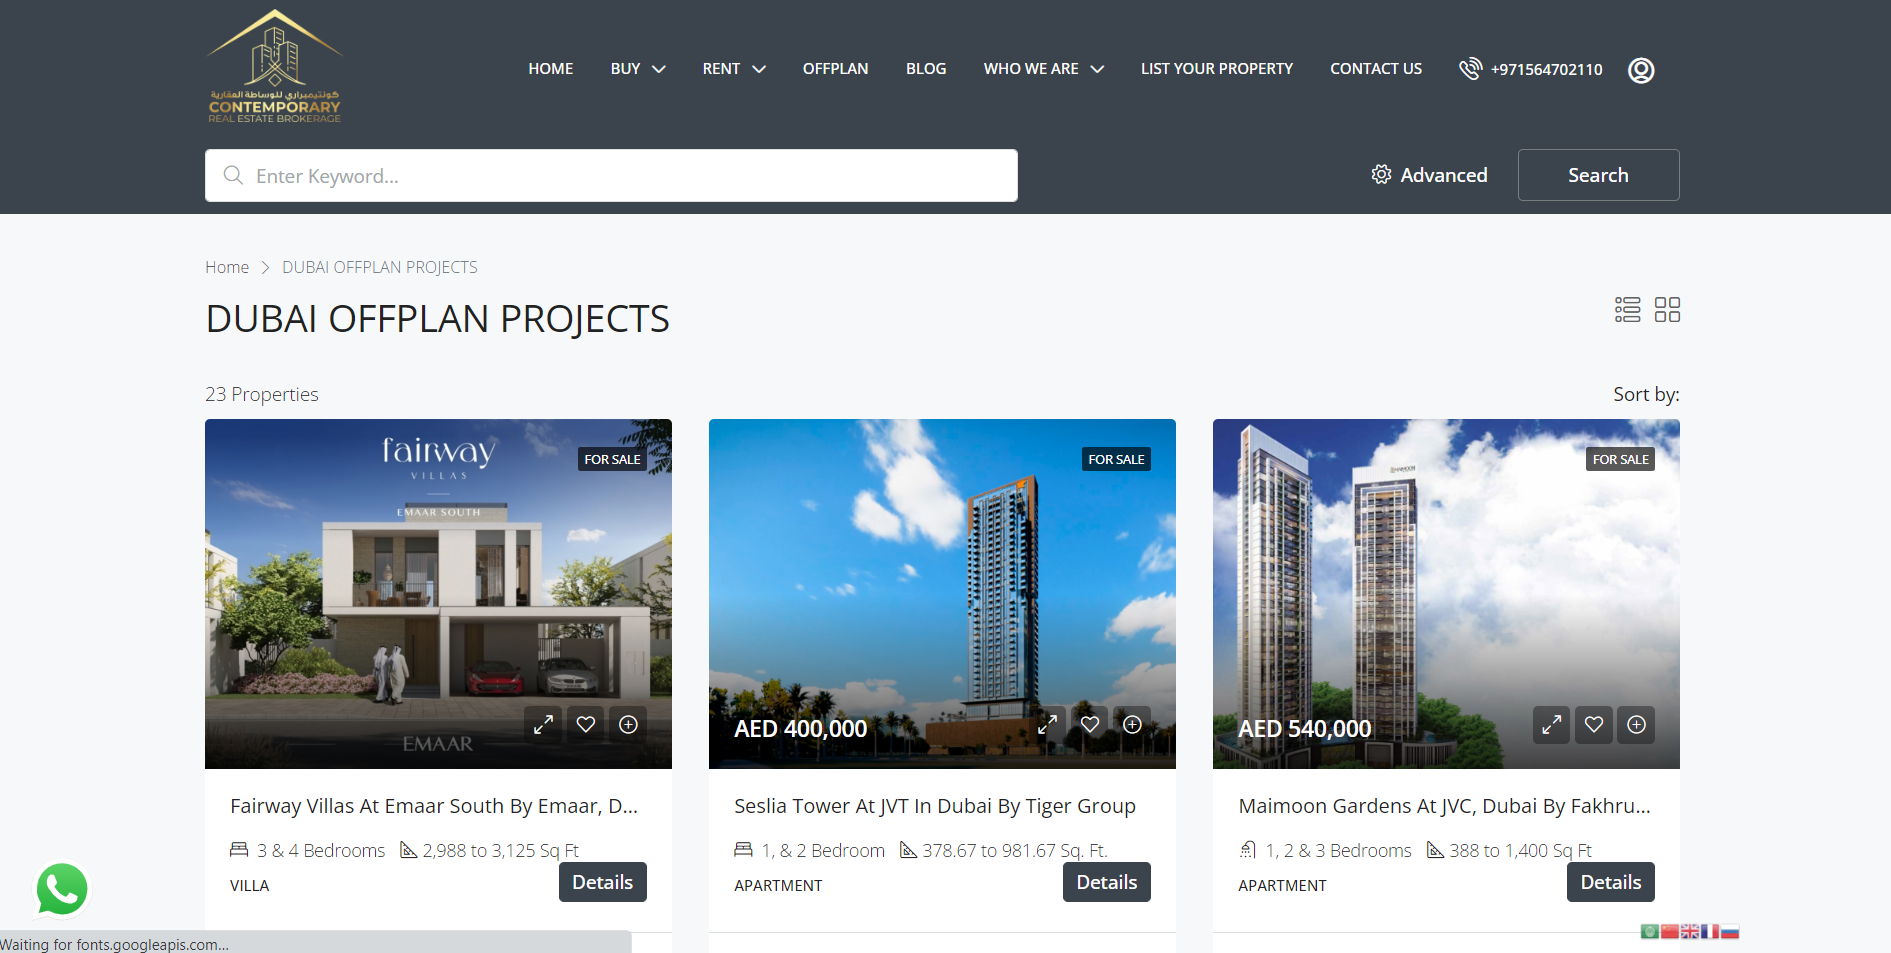 كونتيمبراري للوساطة العقارية
CONTEMPORARY
REAL ESTATE BROKERAGE
HOME BUY RENT OFFPLAN BLOG WHO WE ARE LIST YOUR PROPERTY CONTACT US +971564702110
Enter Keyword...
Advanced
Search
Home > DUBAI OFFPLAN PROJECTS
DUBAI OFFPLAN PROJECTS
23 Properties
Sort by:
fairway
VILLAS
EMAAR SOUTH
FOR SALE
EMAAR
Fairway Villas At Emaar South By Emaar, D...
3 & 4 Bedrooms 2,988 to 3,125 Sq Ft
VILLA
Details
FOR SALE
AED 400,000
Seslia Tower At JVT In Dubai By Tiger Group
1, & 2 Bedroom 378.67 to 981.67 Sq. Ft.
APARTMENT
Details
MAIMOON
FOR SALE
AED 540,000
Maimoon Gardens At JVC, Dubai By Fakhru...
1, 2 & 3 Bedrooms 388 to 1,400 Sq Ft
APARTMENT
Details
Waiting for fonts.googleapis.com...